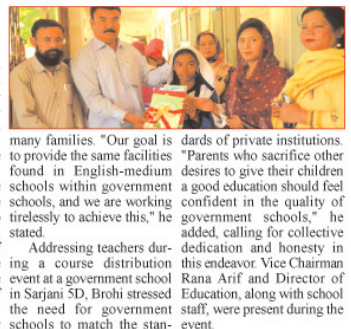 many families. "Our goal is
to provide the same facilities
found in English-medium
schools within government
schools, and we are working
tirelessly to achieve this," he
stated.
Addressing teachers dur-
ing a course distribution
event at a government school
in Sarjani 5D, Brohi stressed
the need for government
schools to match the stan-
dards of private institutions.
"Parents who sacrifice other
desires to give their children
a good education should feel
confident in the quality of
government schools," he
added, calling for collective
dedication and honesty in
this endeavor. Vice Chairman
Rana Arif and Director of
Education, along with school
staff, were present during the
event.